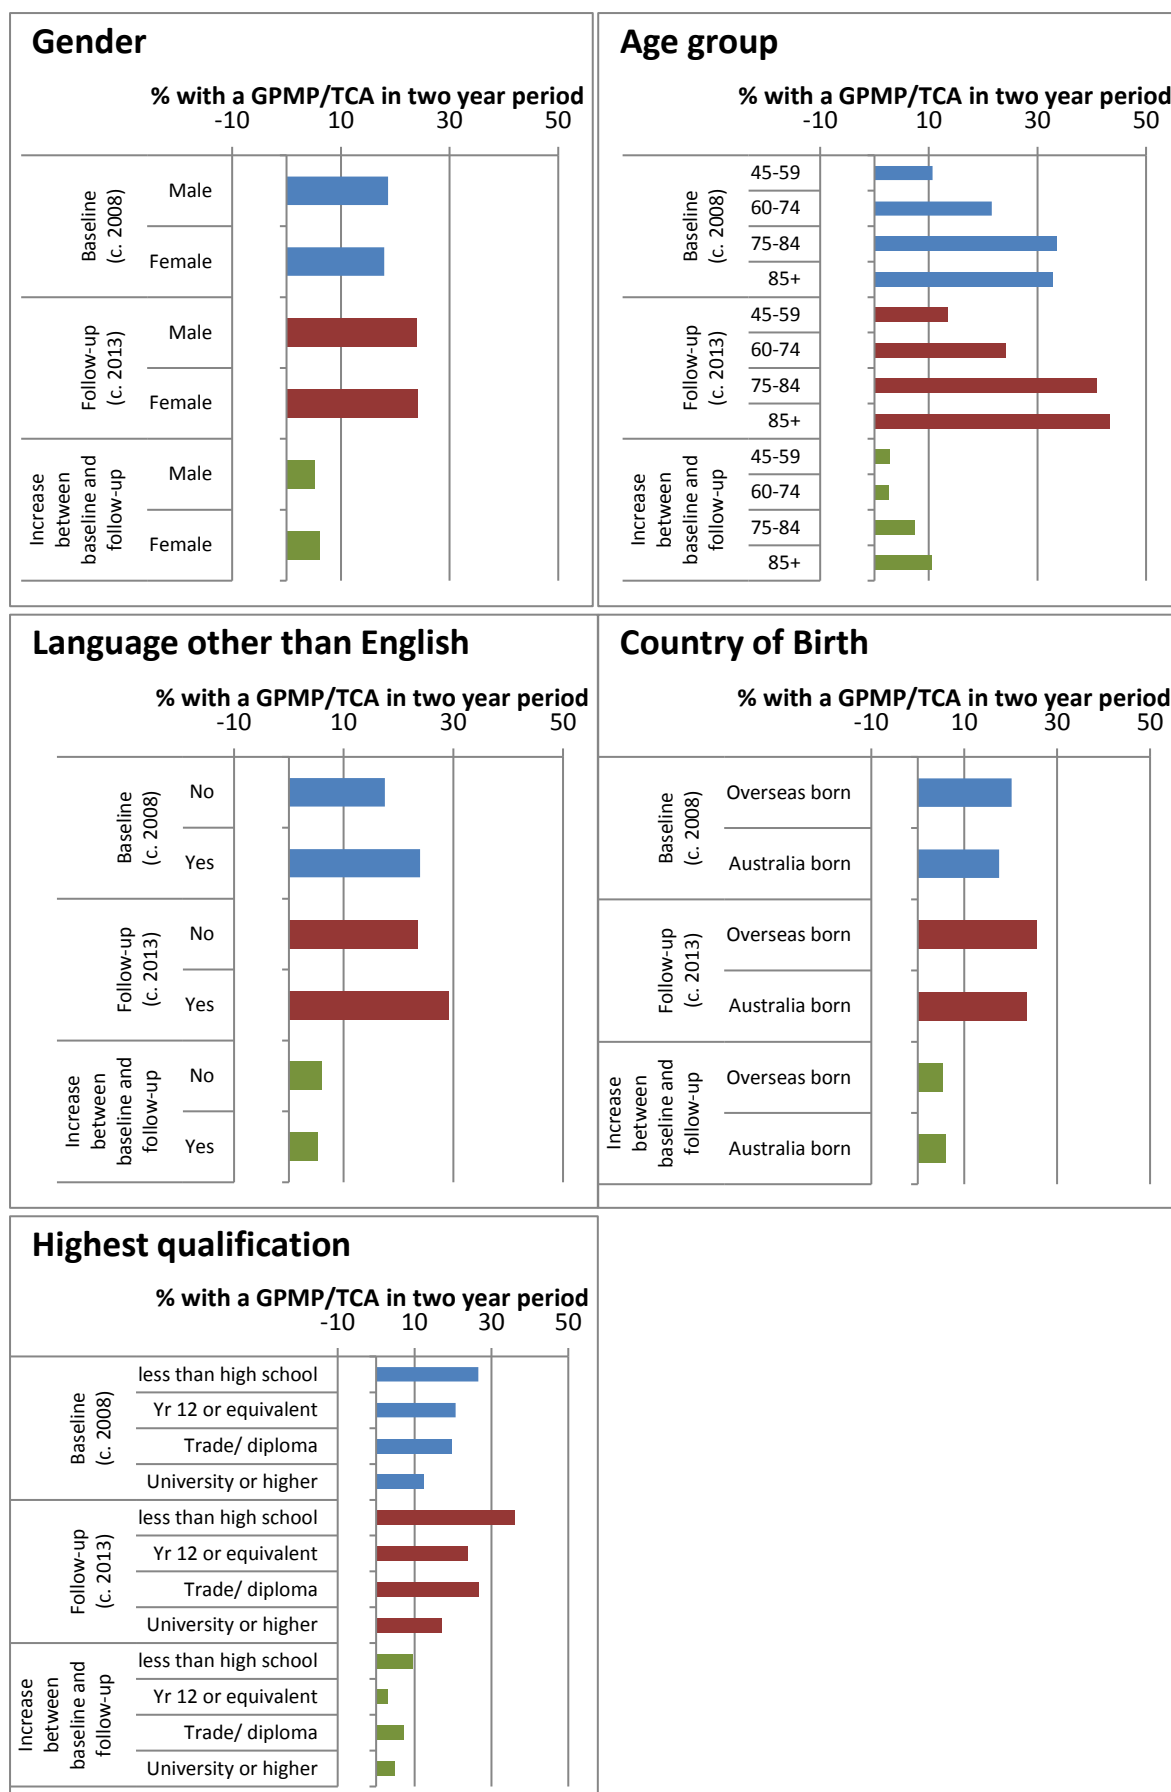 Gender
% with a GPMP/TCA in two year period
-10 10 30 50
Baseline
(c. 2008)
Male
Female
Follow-up
(c. 2013)
Male
Female
Increase
between
baseline and
follow-up
Male
Female
Age group
% with a GPMP/TCA in two year period
-10 10 30 50
Baseline
(c. 2008)
45-59
60-74
75-84
85+
Follow-up
(c. 2013)
45-59
60-74
75-84
85+
Increase
between
baseline and
follow-up
45-59
60-74
75-84
85+
Language other than English
% with a GPMP/TCA in two year period
-10 10 30 50
Baseline
(c. 2008)
No
Yes
Follow-up
(c. 2013)
No
Yes
Increase
between
baseline and
follow-up
No
Yes
Country of Birth
% with a GPMP/TCA in two year period
-10 10 30 50
Baseline
(c. 2008)
Overseas born
Australia born
Follow-up
(c. 2013)
Overseas born
Australia born
Increase
between
baseline and
follow-up
Overseas born
Australia born
Highest qualification
% with a GPMP/TCA in two year period
-10 10 30 50
Baseline
(c. 2008)
less than high school
Yr 12 or equivalent
Trade/ diploma
University or higher
Follow-up
(c. 2013)
less than high school
Yr 12 or equivalent
Trade/ diploma
University or higher
Increase
between
baseline and
follow-up
less than high school
Yr 12 or equivalent
Trade/ diploma
University or higher